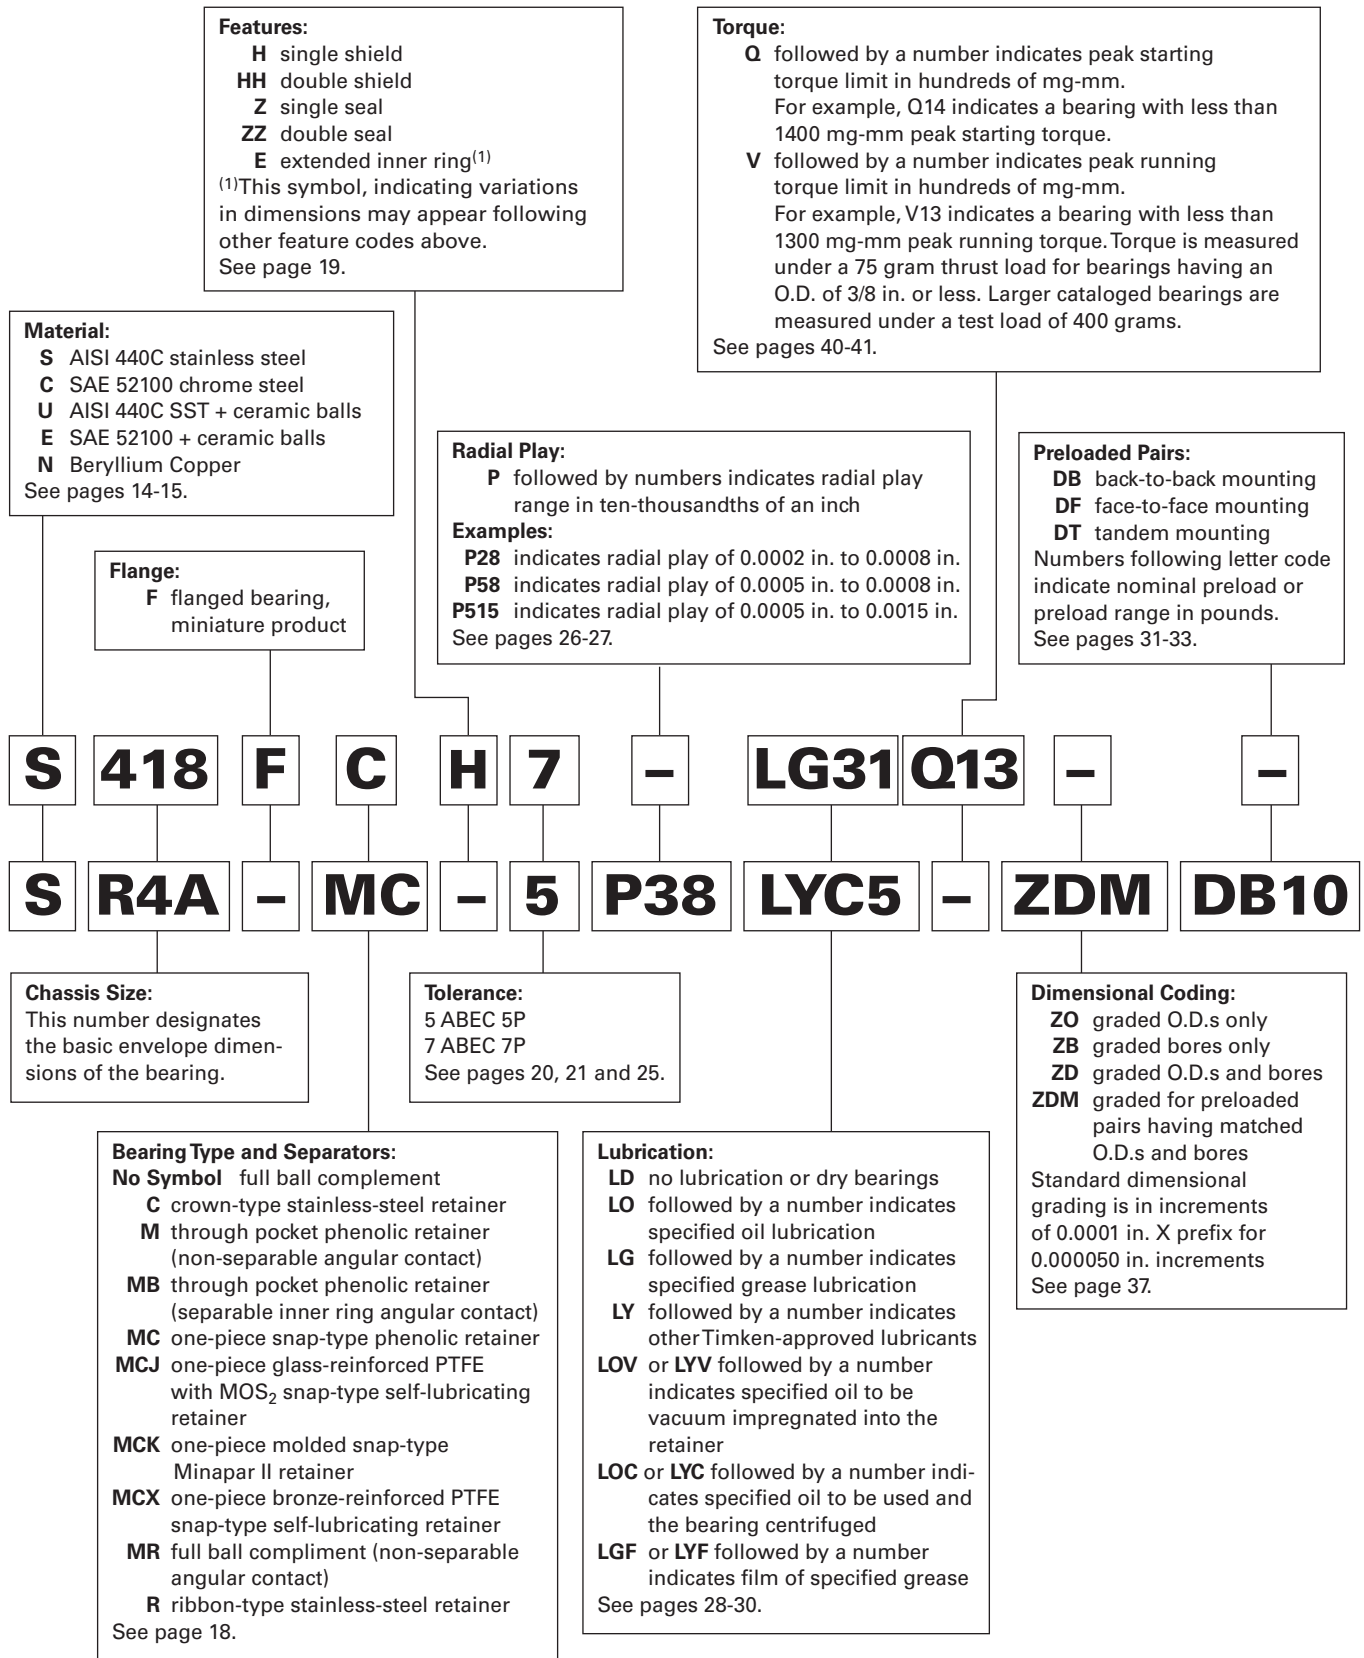 Features:
H single shield
HH double shield
Z single seal
ZZ double seal
E extended inner ring(1)
(1)This symbol, indicating variations
in dimensions may appear following
other feature codes above.
See page 19.
Torque:
Q followed by a number indicates peak starting
torque limit in hundreds of mg-mm.
For example, Q14 indicates a bearing with less than
1400 mg-mm peak starting torque.
V followed by a number indicates peak running
torque limit in hundreds of mg-mm.
For example, V13 indicates a bearing with less than
1300 mg-mm peak running torque. Torque is measured
under a 75 gram thrust load for bearings having an
O.D. of 3/8 in. or less. Larger cataloged bearings are
measured under a test load of 400 grams.
See pages 40-41.
Material:
S AISI 440C stainless steel
C SAE 52100 chrome steel
U AISI 440C SST + ceramic balls
E SAE 52100 + ceramic balls
N Beryllium Copper
See pages 14-15.
Flange:
F flanged bearing,
miniature product
Radial Play:
P followed by numbers indicates radial play
range in ten-thousandths of an inch
Examples:
P28 indicates radial play of 0.0002 in. to 0.0008 in.
P58 indicates radial play of 0.0005 in. to 0.0008 in.
P515 indicates radial play of 0.0005 in. to 0.0015 in.
See pages 26-27.
Preloaded Pairs:
DB back-to-back mounting
DF face-to-face mounting
DT tandem mounting
Numbers following letter code
indicate nominal preload or
preload range in pounds.
See pages 31-33.
S 418 F C H 7 – LG31 Q13 – –
S R4A – MC – 5 P38 LYC5 – ZDM DB10
Chassis Size:
This number designates
the basic envelope dimen-
sions of the bearing.
Tolerance:
5 ABEC 5P
7 ABEC 7P
See pages 20, 21 and 25.
Dimensional Coding:
ZO graded O.D.s only
ZB graded bores only
ZD graded O.D.s and bores
ZDM graded for preloaded
pairs having matched
O.D.s and bores
Standard dimensional
grading is in increments
of 0.0001 in. X prefix for
0.000050 in. increments
See page 37.
Bearing Type and Separators:
No Symbol full ball complement
C crown-type stainless-steel retainer
M through pocket phenolic retainer
(non-separable angular contact)
MB through pocket phenolic retainer
(separable inner ring angular contact)
MC one-piece snap-type phenolic retainer
MCJ one-piece glass-reinforced PTFE
with MOS2 snap-type self-lubricating
retainer
MCK one-piece molded snap-type
Minapar II retainer
MCX one-piece bronze-reinforced PTFE
snap-type self-lubricating retainer
MR full ball compliment (non-separable
angular contact)
R ribbon-type stainless-steel retainer
See page 18.
Lubrication:
LD no lubrication or dry bearings
LO followed by a number indicates
specified oil lubrication
LG followed by a number indicates
specified grease lubrication
LY followed by a number indicates
other Timken-approved lubricants
LOV or LYV followed by a number
indicates specified oil to be
vacuum impregnated into the
retainer
LOC or LYC followed by a number indi-
cates specified oil to be used and
the bearing centrifuged
LGF or LYF followed by a number
indicates film of specified grease
See pages 28-30.